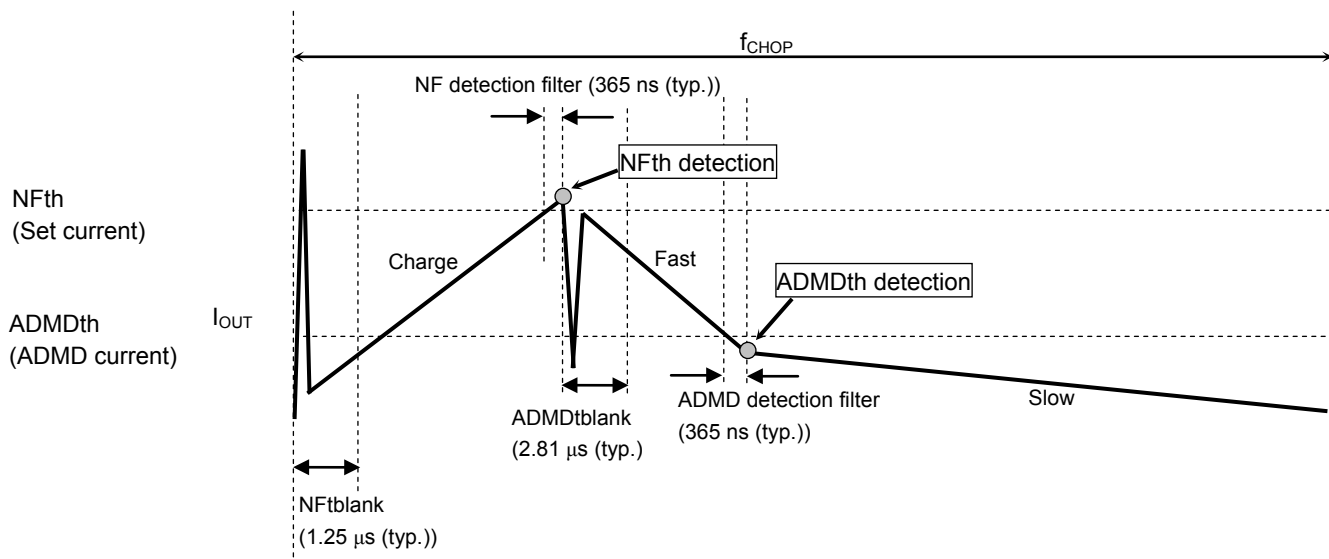 fCHOP
NF detection filter (365 ns (typ.))
NFth detection
NFth
(Set current)
Charge
Fast
ADMDth detection
IOUT
ADMDth
(ADMD current)
ADMDtblank
(2.81 μs (typ.)
ADMD detection filter
(365 ns (typ.))
Slow
NFtblank
(1.25 μs (typ.))